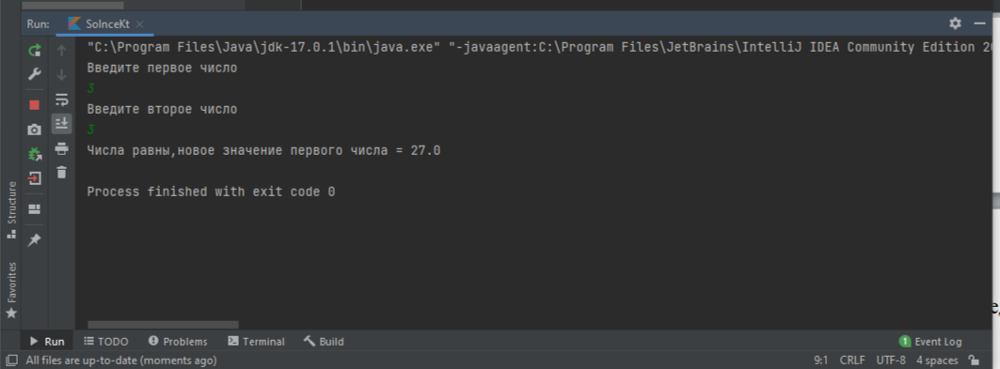 Run: SolnceKt
"C:\Program Files\Java\jdk-17.0.1\bin\java.exe" "-javaagent:C:\Program Files\JetBrains\IntelliJ IDEA Community Edition 20
Введите первое число
3
Введите второе число
3
Числа равны,новое значение первого числа = 27.0
Process finished with exit code 0
Structure
Favorites
Run TODO Problems Terminal Build 1 Event Log
All files are up-to-date (moments ago) 9:1 CRLF UTF-8 4 spaces